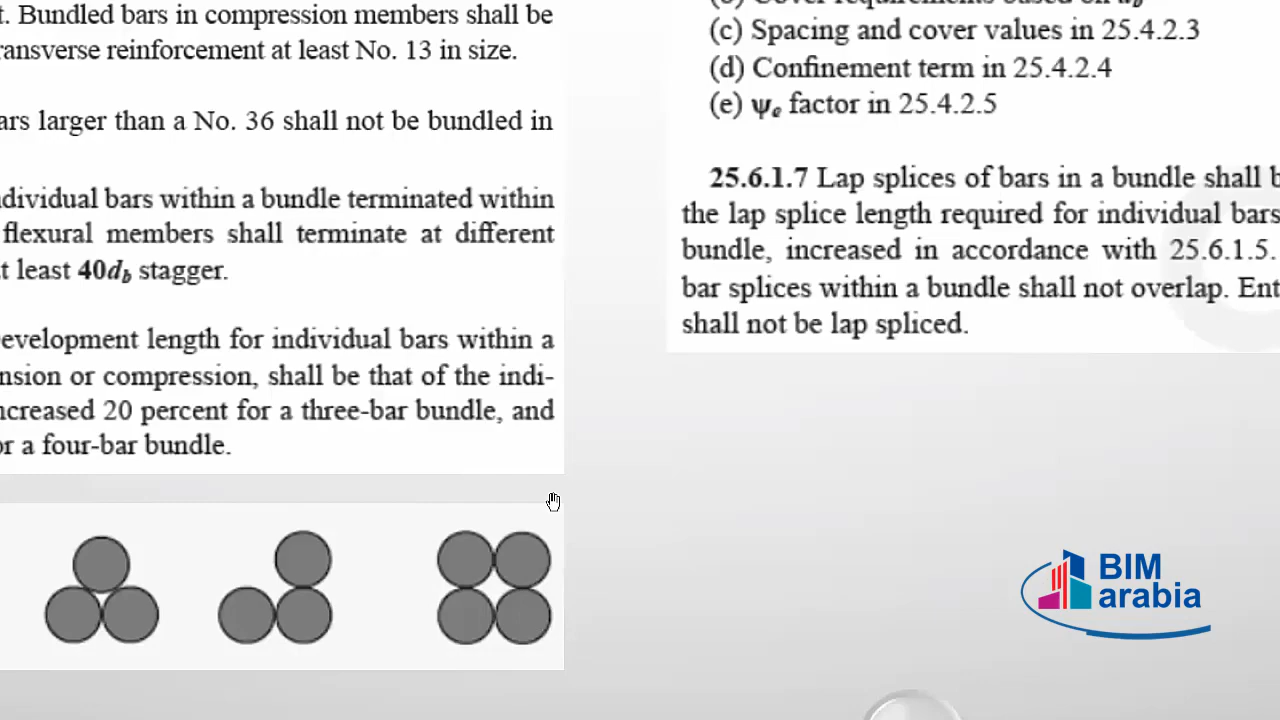 t. Bundled bars in compression members shall be
ransverse reinforcement at least No. 13 in size.
ars larger than a No. 36 shall not be bundled in
dividual bars within a bundle terminated within
flexural members shall terminate at different
t least 40db stagger.
evelopment length for individual bars within a
nsion or compression, shall be that of the indi-
ncreased 20 percent for a three-bar bundle, and
or a four-bar bundle.
(b) Cover requirements based on db
(c) Spacing and cover values in 25.4.2.3
(d) Confinement term in 25.4.2.4
(e) ψe factor in 25.4.2.5
25.6.1.7 Lap splices of bars in a bundle shall b
the lap splice length required for individual bars
bundle, increased in accordance with 25.6.1.5.
bar splices within a bundle shall not overlap. Ent
shall not be lap spliced.
BIM
arabia